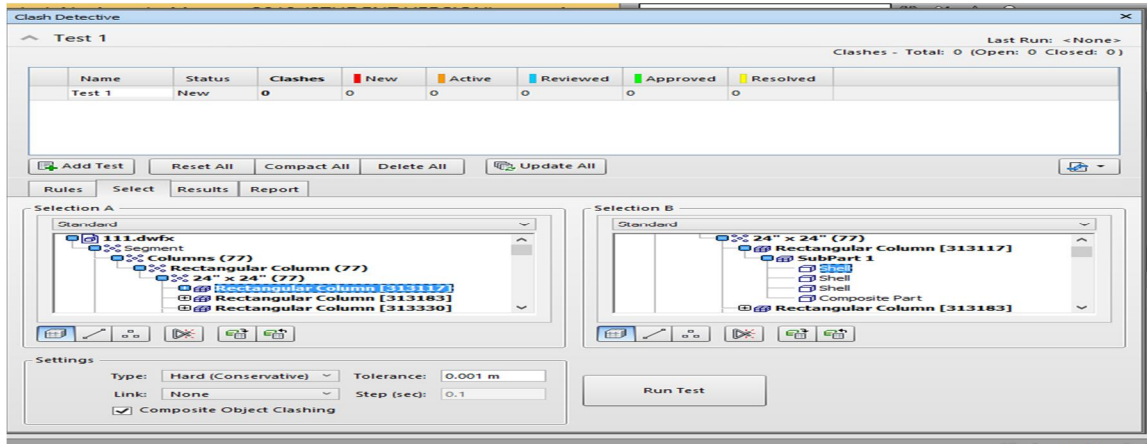 Clash Detective
Test 1
Last Run: <None>
Clashes - Total: 0 (Open: 0 Closed: 0)
Name Status Clashes New Active Reviewed Approved Resolved
Test 1 New 0 0 0 0 0 0
Add Test Reset All Compact All Delete All Update All
Rules Select Results Report
Selection A
Standard
111.dwfx
Segment
Columns (77)
Rectangular Column (77)
24" x 24" (77)
Rectangular Column [313117]
Rectangular Column [313183]
Rectangular Column [313330]
Selection B
Standard
24" x 24" (77)
Rectangular Column [313117]
SubPart 1
Shell
Shell
Shell
Composite Part
Rectangular Column [313183]
Settings
Type: Hard (Conservative) Tolerance: 0.001 m
Link: None Step (sec): 0.1
Composite Object Clashing
Run Test